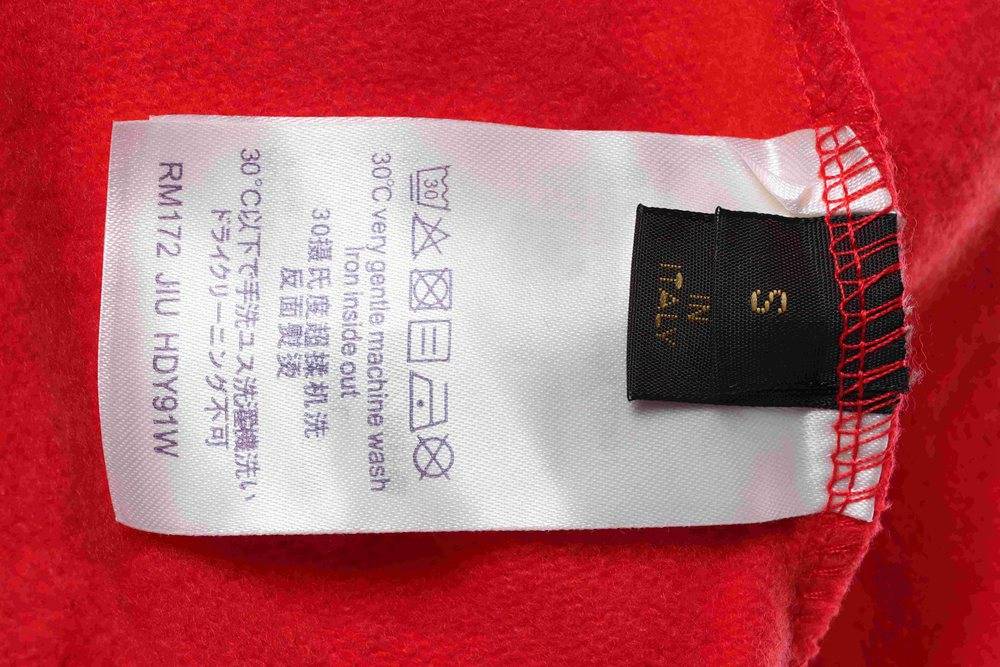 S
IN
ITALY
30
30°C very gentle machine wash
Iron inside out
30摄氏度超揉机洗
反面熨烫
30°C以下で手洗ユス洗濯機洗い
ドライクリーニング不可
RM172 JIU HDY91W